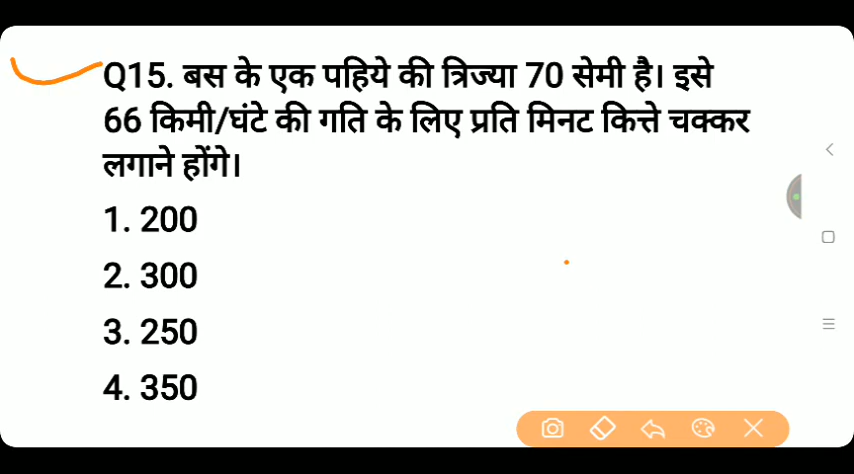 Q15. बस के एक पहिये की त्रिज्या 70 सेमी है। इसे
66 किमी/घंटे की गति के लिए प्रति मिनट कित्ते चक्कर
लगाने होंगे।
1. 200
2. 300
3. 250
4. 350